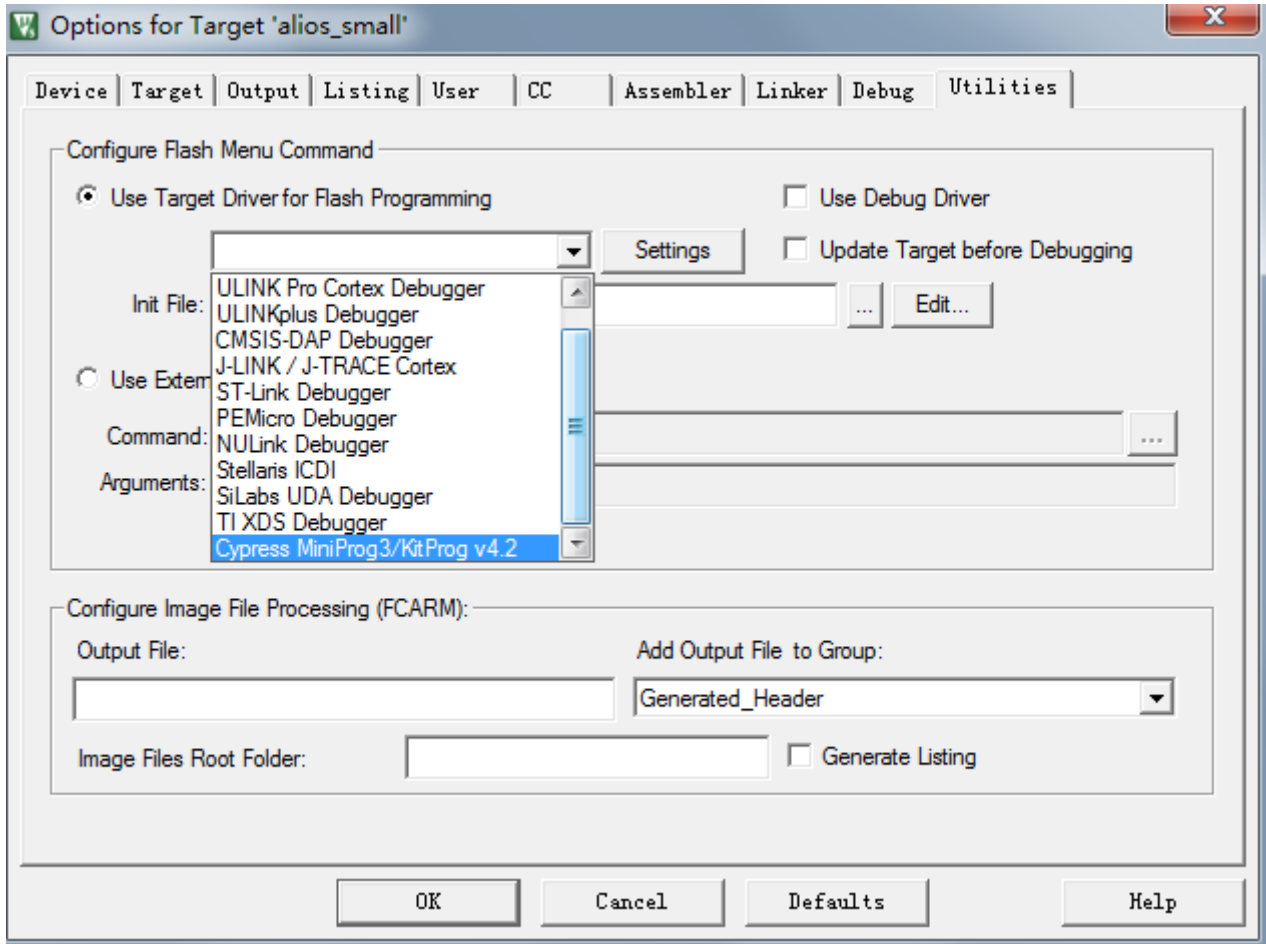 Options for Target 'alios_small'
Device Target Output Listing User CC Assembler Linker Debug Utilities
Configure Flash Menu Command
Use Target Driver for Flash Programming
Use Debug Driver
Settings
Update Target before Debugging
ULINK Pro Cortex Debugger
ULINKplus Debugger
CMSIS-DAP Debugger
J-LINK / J-TRACE Cortex
ST-Link Debugger
PEMicro Debugger
NULink Debugger
Stellaris ICDI
SiLabs UDA Debugger
TI XDS Debugger
Cypress MiniProg3/KitProg v4.2
Init File:
...
Edit...
Use Extern
Command:
...
Arguments:
Configure Image File Processing (FCARM):
Output File:
Add Output File to Group:
Generated_Header
Image Files Root Folder:
Generate Listing
OK Cancel Defaults Help